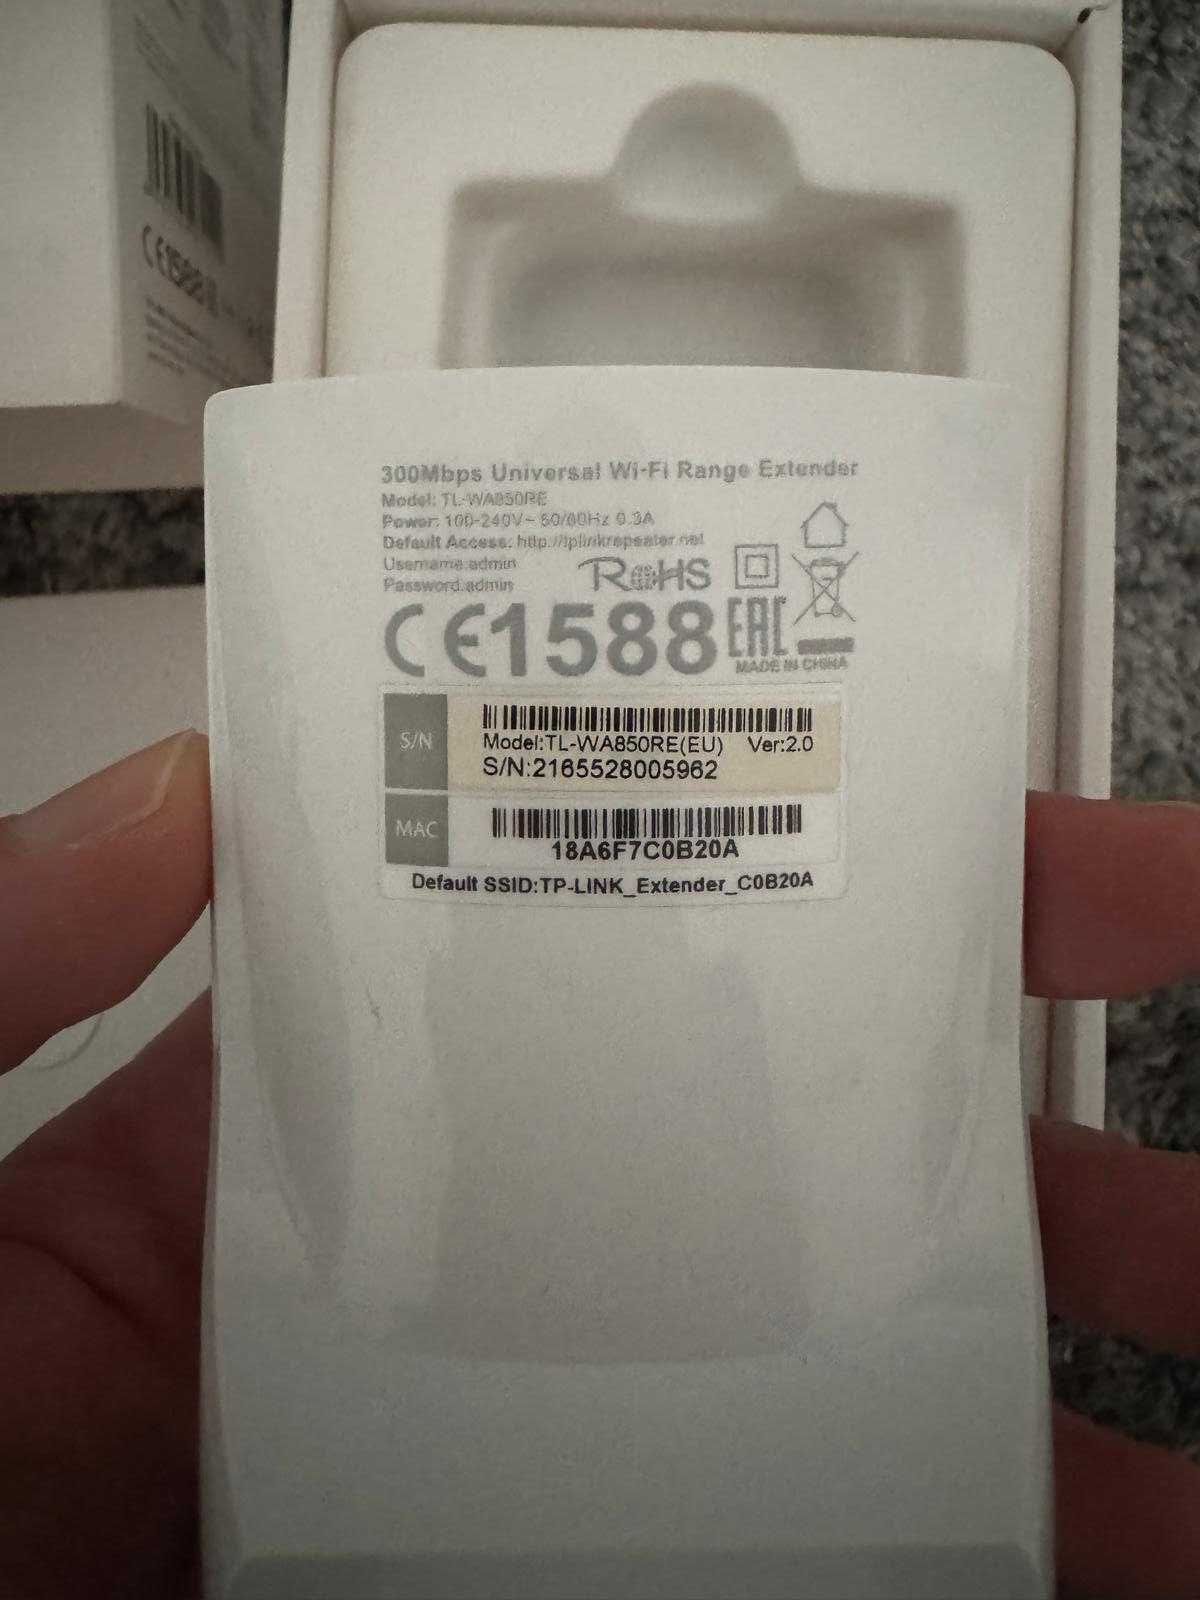 CE1588
300Mbps Universal Wi-Fi Range Extender
Model: TL-WA850RE
Power: 100-240V~ 50/60Hz 0.3A
Default Access: http://tplinkrepeater.net
Username:admin
Password:admin
RoHS
CE1588 EAC
MADE IN CHINA
S/N
Model:TL-WA850RE(EU) Ver:2.0
S/N:2165528005962
MAC
18A6F7C0B20A
Default SSID:TP-LINK_Extender_C0B20A